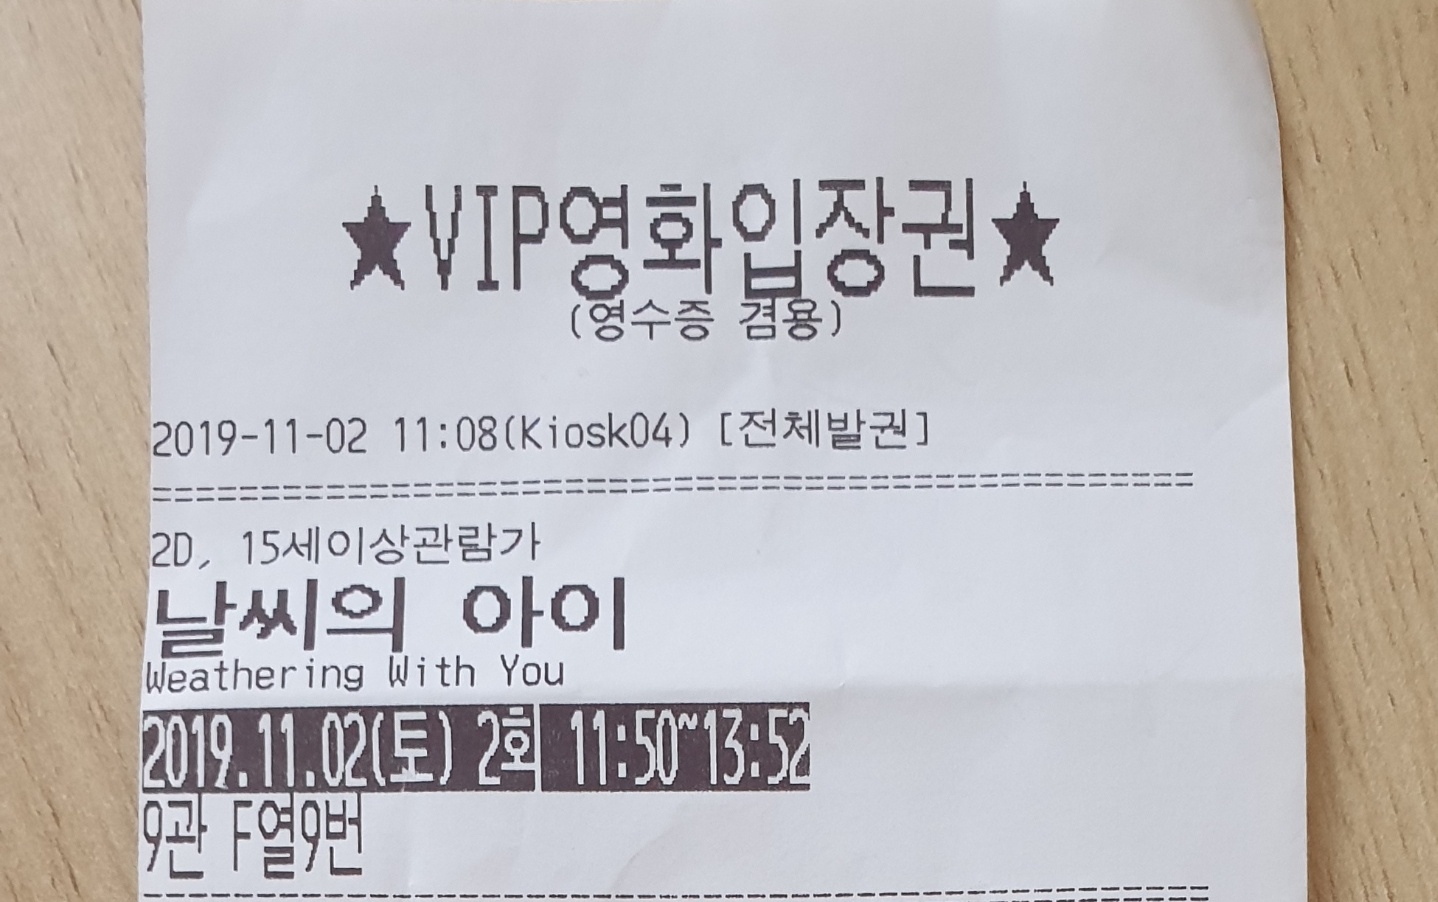 ★VIP영화입장권★
(영수증 겸용)
2019-11-02 11:08(Kiosk04) [전체발권]
================================================
2D, 15세이상관람가
날씨의 아이
Weathering With You
2019.11.02(토) 2회 11:50~13:52
9관 F열9번